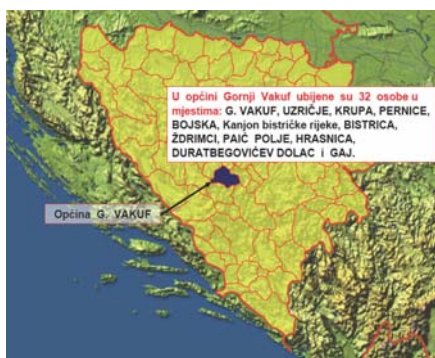 U općini Gornji Vakuf ubijene su 32 osobe u
mjestima: G. VAKUF, UZRIČJE, KRUPA, PERNICE,
BOJSKA, Kanjon bistričke rijeke, BISTRICA,
ŽDRIMCI, PAIĆ POLJE, HRASNICA,
DURATBEGOVIĆEV DOLAC i GAJ.
Općina G. VAKUF